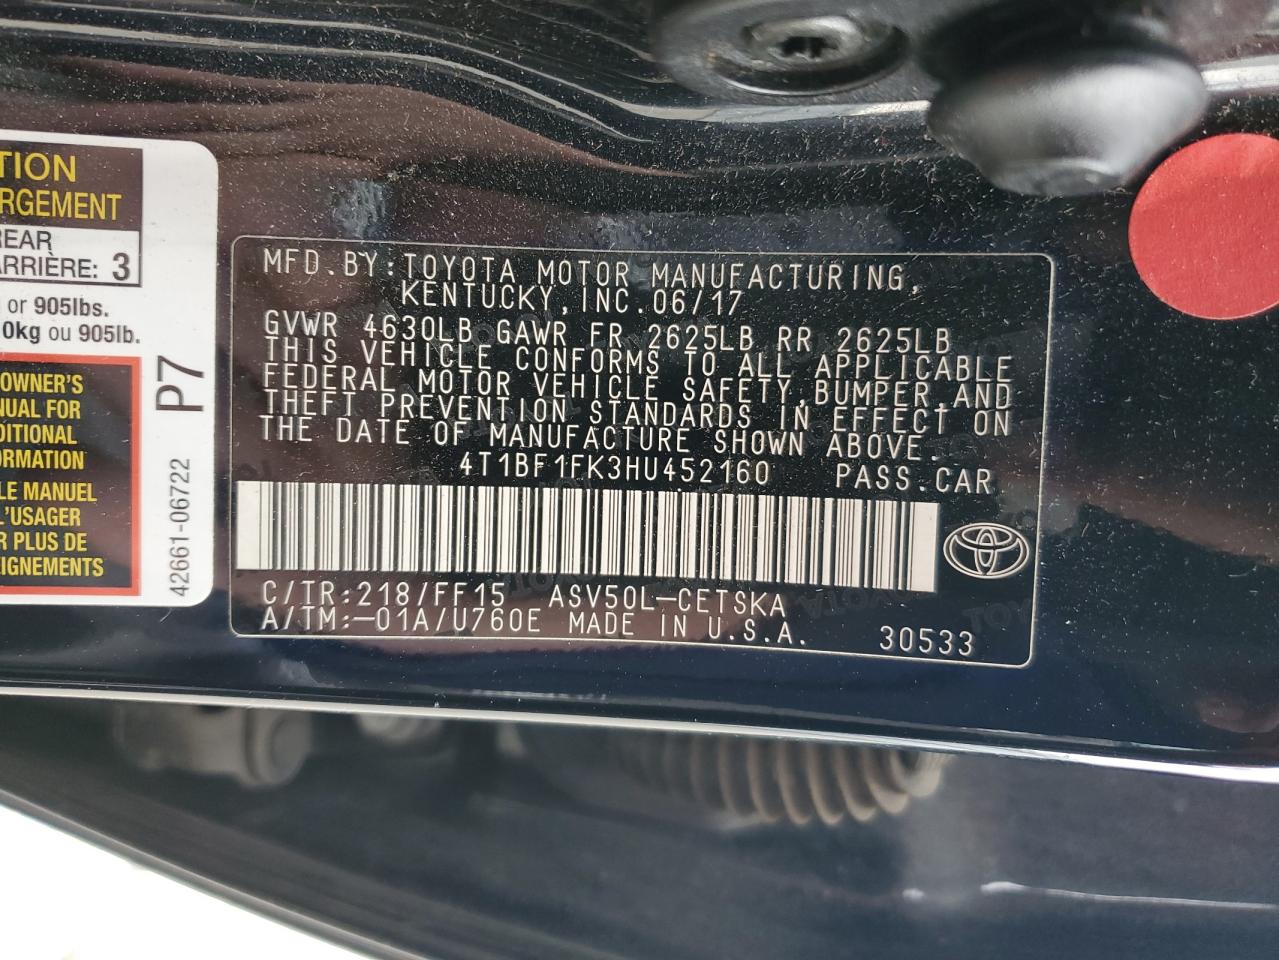 TION
RGEMENT
REAR
ARRIÈRE: 3
or 905lbs.
0kg ou 905lb.
OWNER'S
NUAL FOR
DITIONAL
ORMATION
LE MANUEL
L'USAGER
R PLUS DE
EIGNEMENTS
P7
42661-06722
MFD.BY:TOYOTA MOTOR MANUFACTURING,
KENTUCKY,INC.06/17
GVWR 4630LB GAWR FR 2625LB RR 2625LB
THIS VEHICLE CONFORMS TO ALL APPLICABLE
FEDERAL MOTOR VEHICLE SAFETY,BUMPER,AND
THEFT PREVENTION STANDARDS IN EFFECT ON
THE DATE OF MANUFACTURE SHOWN ABOVE.
4T1BF1FK3HU452160 PASS.CAR
C/TR:218/FF15 ASV50L-CETSKA
A/TM:-01A/U760E MADE IN U.S.A. 30533